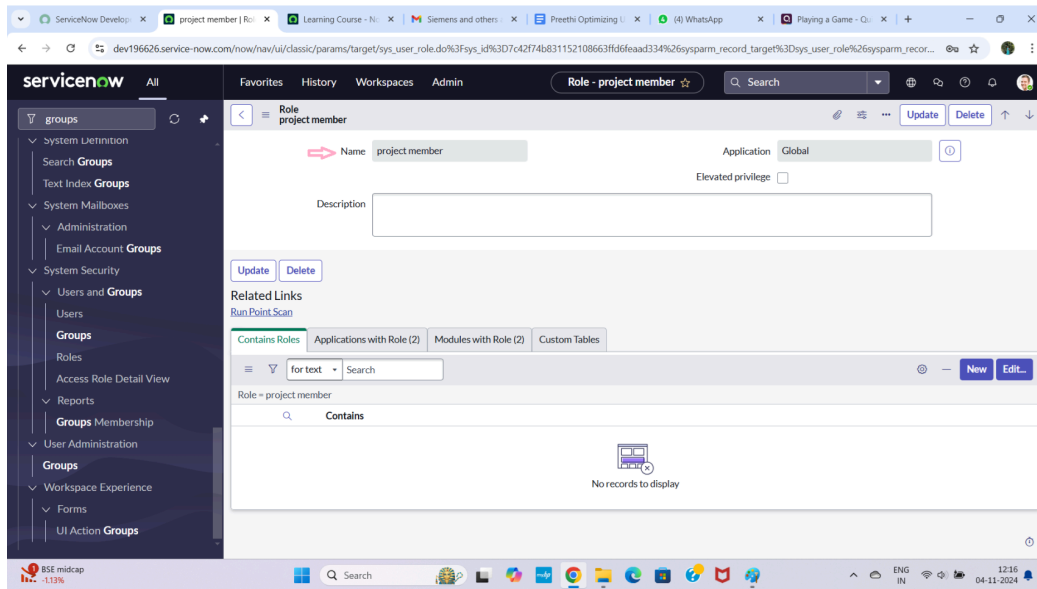 ServiceNow Develop
project member | Rol
Learning Course - No
Siemens and others
Preethi Optimizing U
(4) WhatsApp
Playing a Game - Qui
dev196626.service-now.com/now/nav/ui/classic/params/target/sys_user_role.do%3Fsys_id%3D7c42f74b831152108663ffd6feaad334%26sysparm_record_target%3Dsys_user_role%26sysparm_recor...
servicenow All Favorites History Workspaces Admin Role - project member Search
groups
Role
project member
Update Delete
System Definition
Search Groups
Text Index Groups
System Mailboxes
Administration
Email Account Groups
System Security
Users and Groups
Users
Groups
Roles
Access Role Detail View
Reports
Groups Membership
User Administration
Groups
Workspace Experience
Forms
UI Action Groups
Name project member Application Global
Elevated privilege
Description
Update Delete
Related Links
Run Point Scan
Contains Roles Applications with Role (2) Modules with Role (2) Custom Tables
for text Search New Edit...
Role = project member
Contains
No records to display
1
BSE midcap
-1.13%
Search
ENG
IN
12:16
04-11-2024